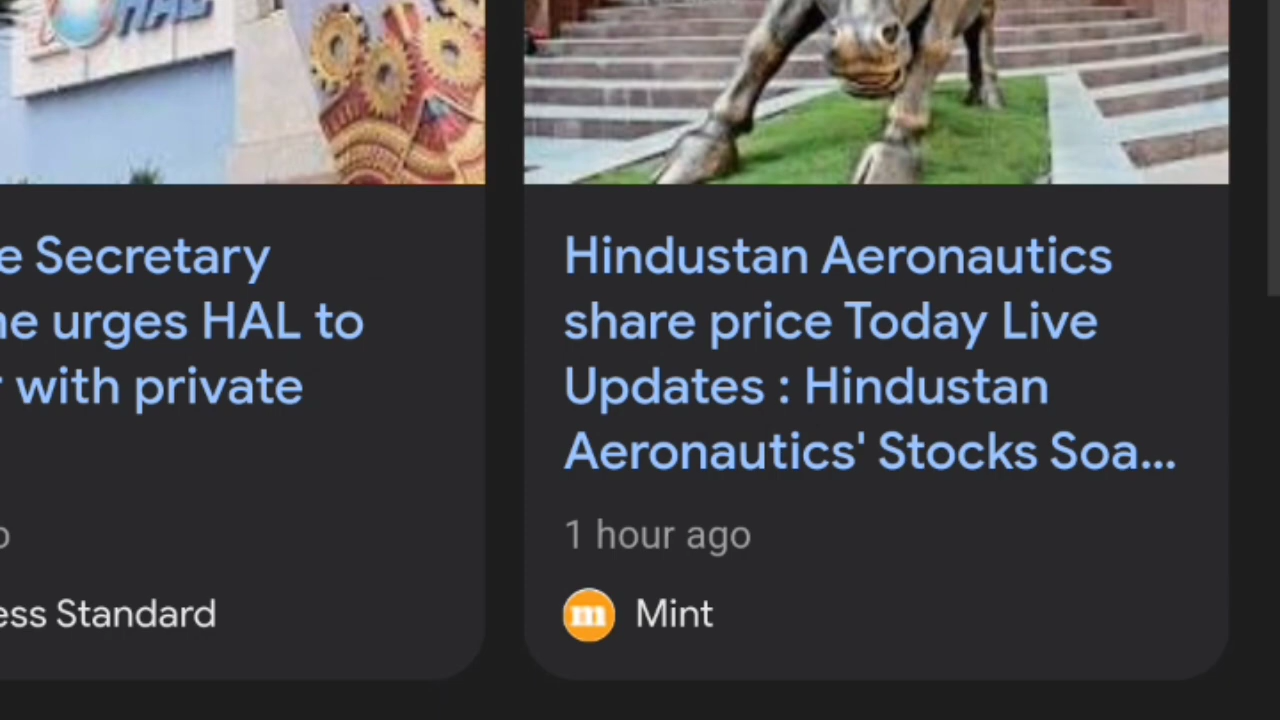 HAL
e Secretary
ne urges HAL to
with private
ess Standard
Hindustan Aeronautics
share price Today Live
Updates : Hindustan
Aeronautics' Stocks Soa...
1 hour ago
m Mint